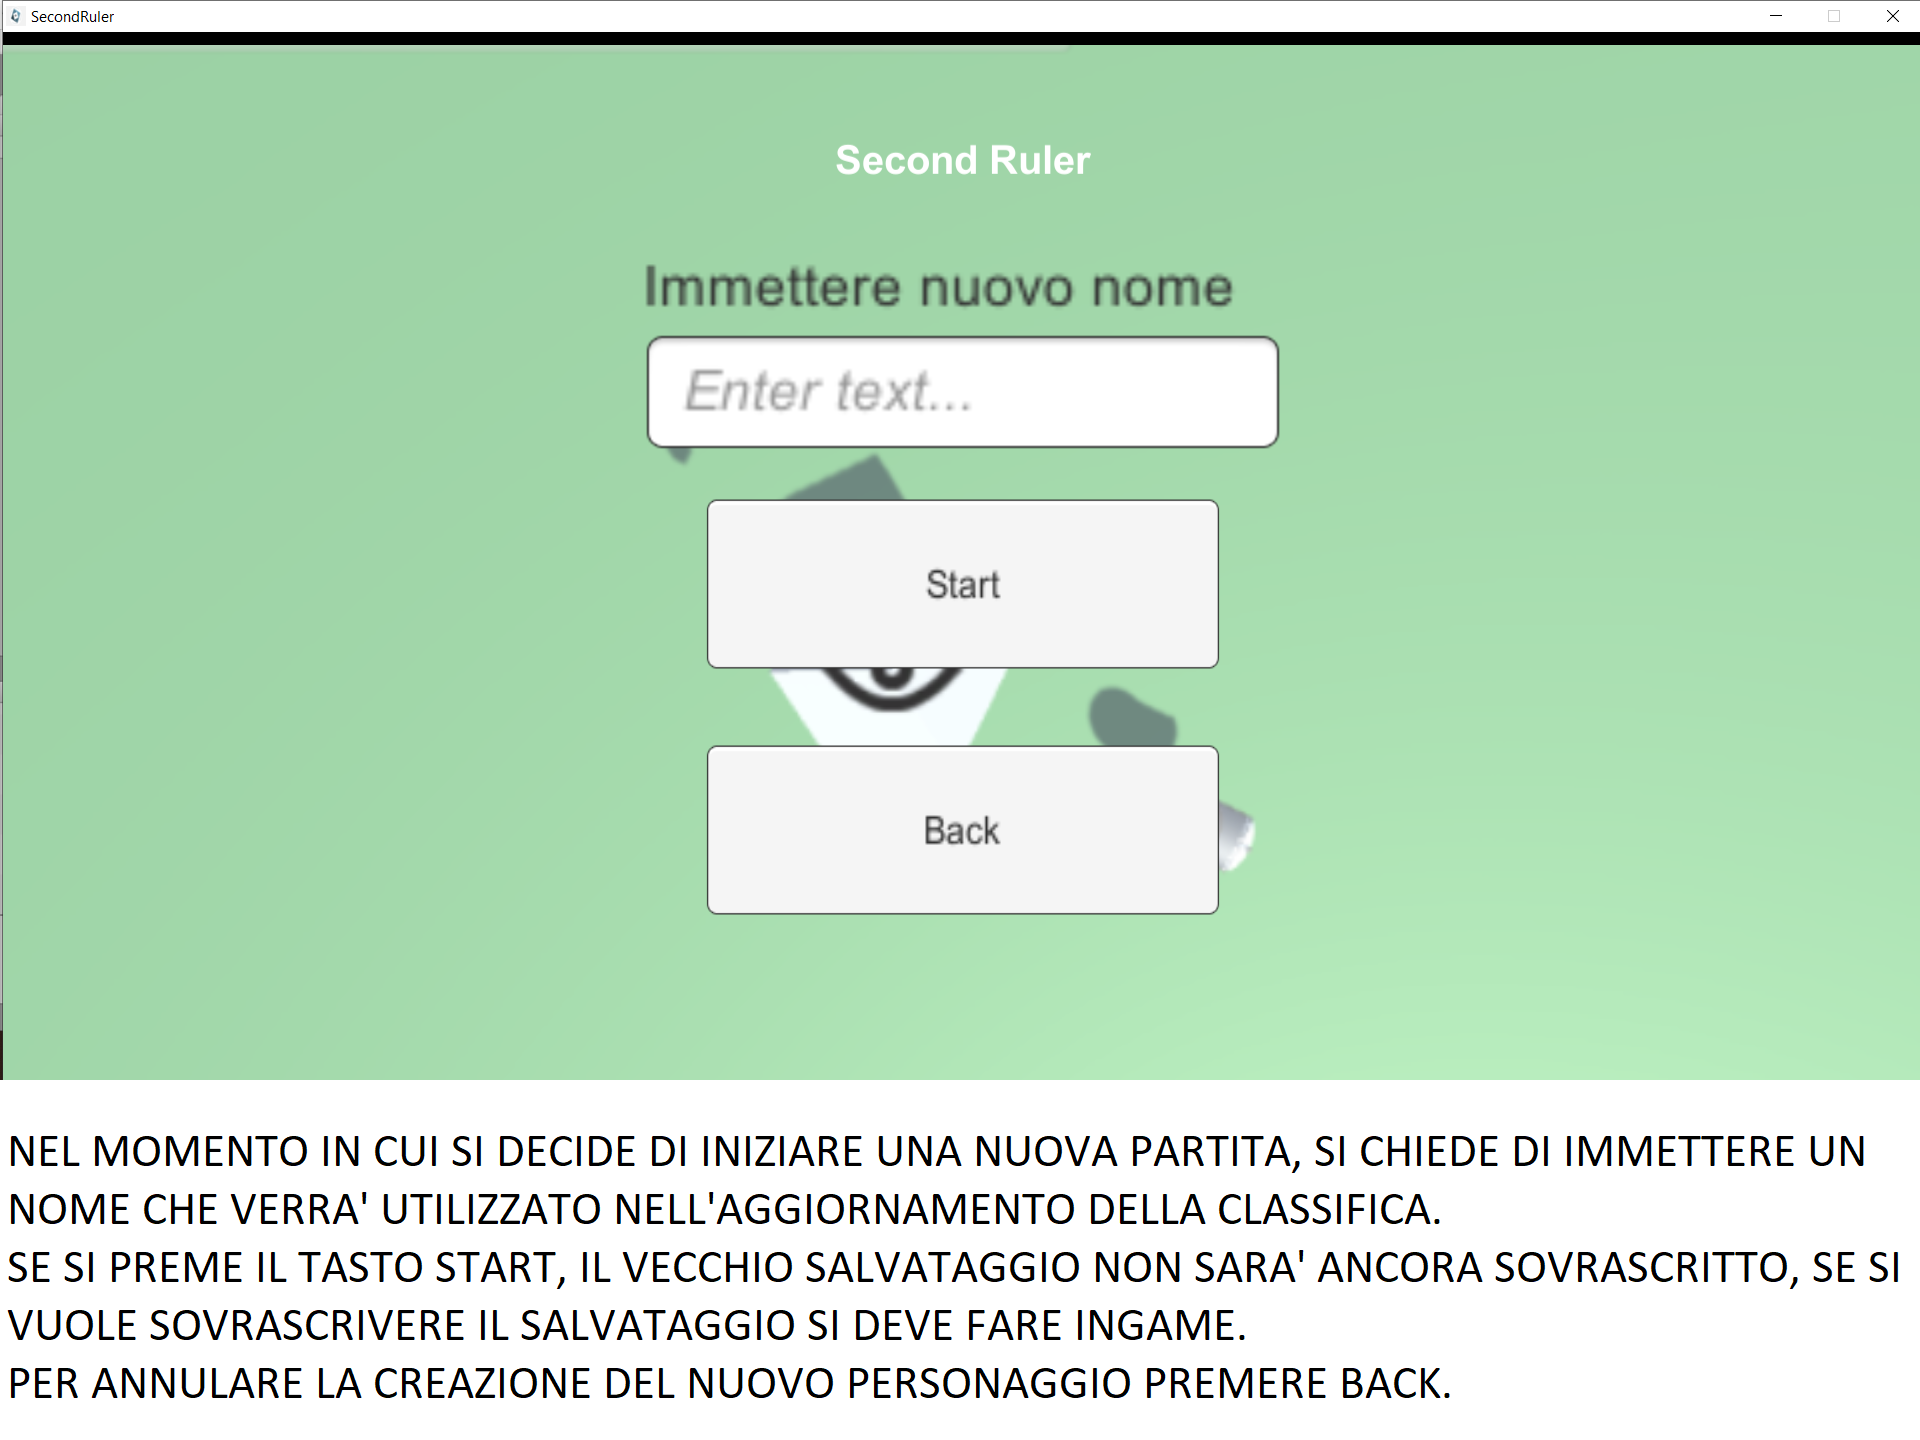 SecondRuler
Second Ruler
Immettere nuovo nome
Enter text...
Start
Back
NEL MOMENTO IN CUI SI DECIDE DI INIZIARE UNA NUOVA PARTITA, SI CHIEDE DI IMMETTERE UN
NOME CHE VERRA' UTILIZZATO NELL'AGGIORNAMENTO DELLA CLASSIFICA.
SE SI PREME IL TASTO START, IL VECCHIO SALVATAGGIO NON SARA' ANCORA SOVRASCRITTO, SE SI
VUOLE SOVRASCRIVERE IL SALVATAGGIO SI DEVE FARE INGAME.
PER ANNULARE LA CREAZIONE DEL NUOVO PERSONAGGIO PREMERE BACK.